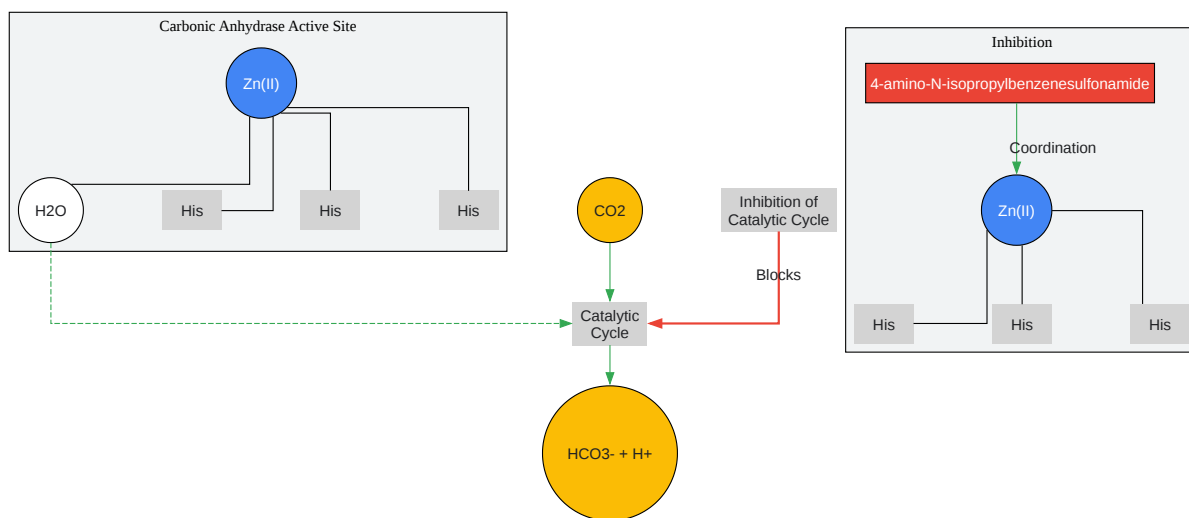 Carbonic Anhydrase Active Site
Zn(II)
H2O
His
His
His
CO2
Inhibition of
Catalytic Cycle
Blocks
Catalytic
Cycle
HCO3- + H+
Inhibition
4-amino-N-isopropylbenzenesulfonamide
Coordination
Zn(II)
His
His
His